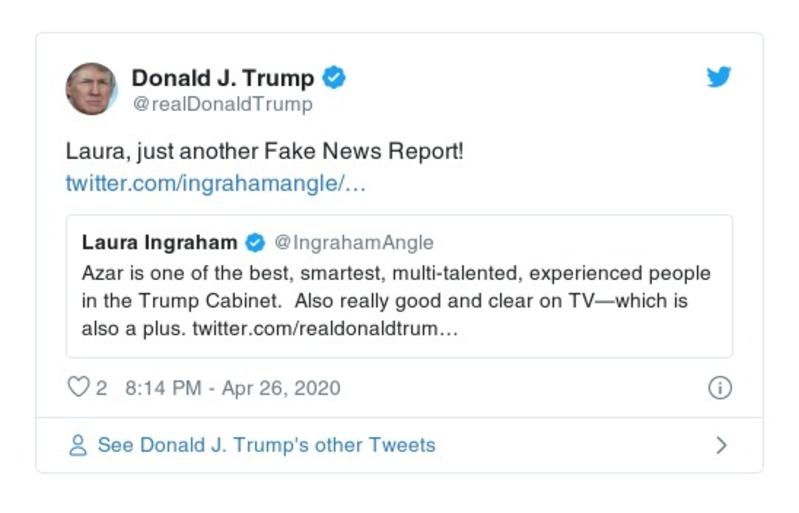 Donald J. Trump
@realDonaldTrump
Laura, just another Fake News Report!
twitter.com/ingrahamangle/…
Laura Ingraham @IngrahamAngle
Azar is one of the best, smartest, multi-talented, experienced people
in the Trump Cabinet.  Also really good and clear on TV—which is
also a plus. twitter.com/realdonaldtrum…
2 8:14 PM - Apr 26, 2020
See Donald J. Trump's other Tweets